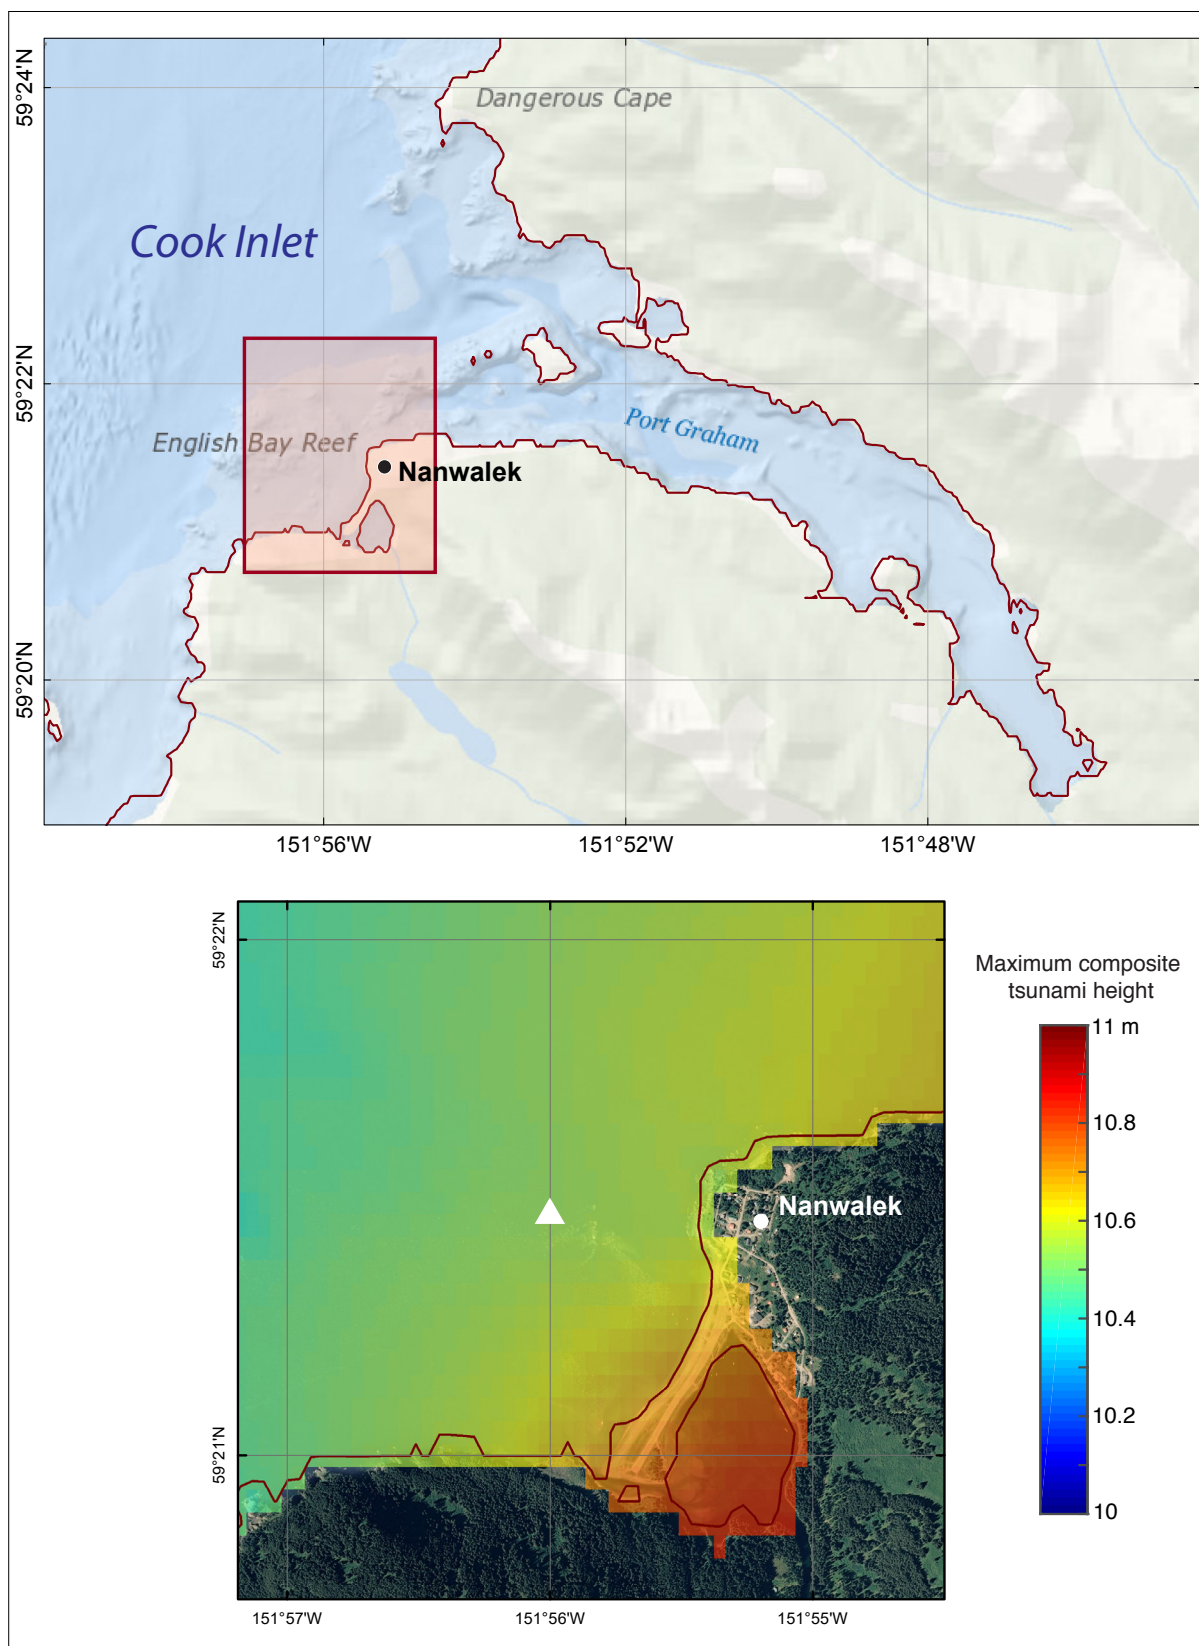 59°24'N
Dangerous Cape
Cook Inlet
59°22'N
Port Graham
English Bay Reef
Nanwalek
59°20'N
151°56'W
151°52'W
151°48'W
59°22'N
Maximum composite
tsunami height
11 m
10.8
Nanwalek
10.6
10.4
59°21'N
10.2
10
151°57'W
151°56'W
151°55'W